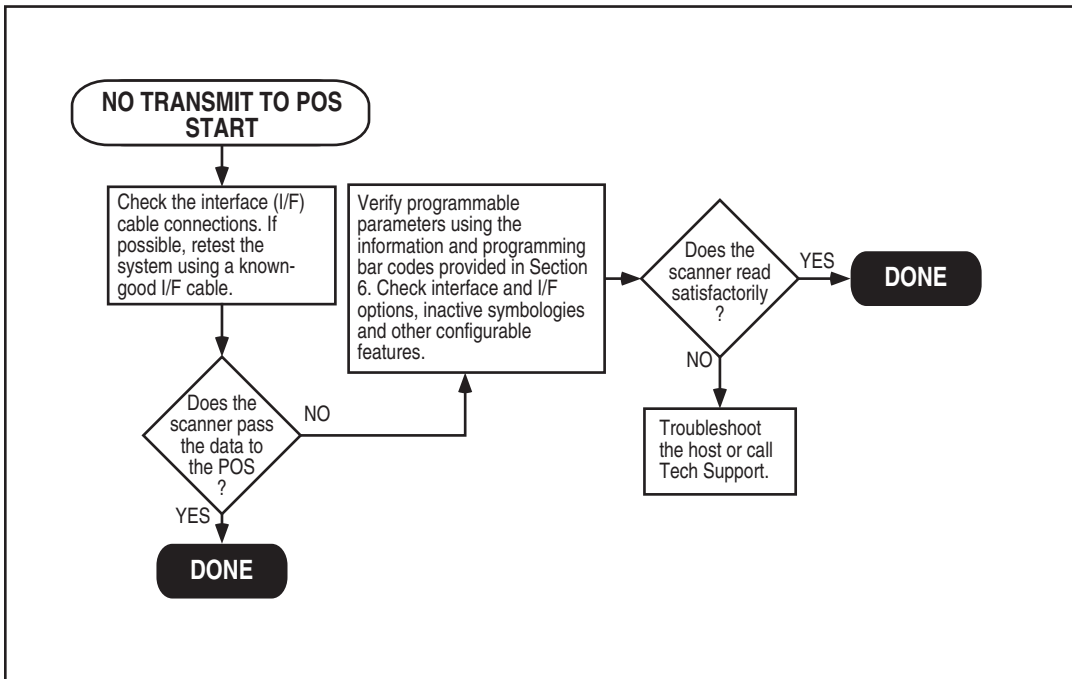 NO TRANSMIT TO POS
START
Check the interface (I/F)
cable connections. If
possible, retest the
system using a known-
good I/F cable.
Does the
scanner pass
the data to
the POS
?
NO
YES
DONE
Verify programmable
parameters using the
information and programming
bar codes provided in Section
6. Check interface and I/F
options, inactive symbologies
and other configurable
features.
Does the
scanner read
satisfactorily
?
YES
DONE
NO
Troubleshoot
the host or call
Tech Support.